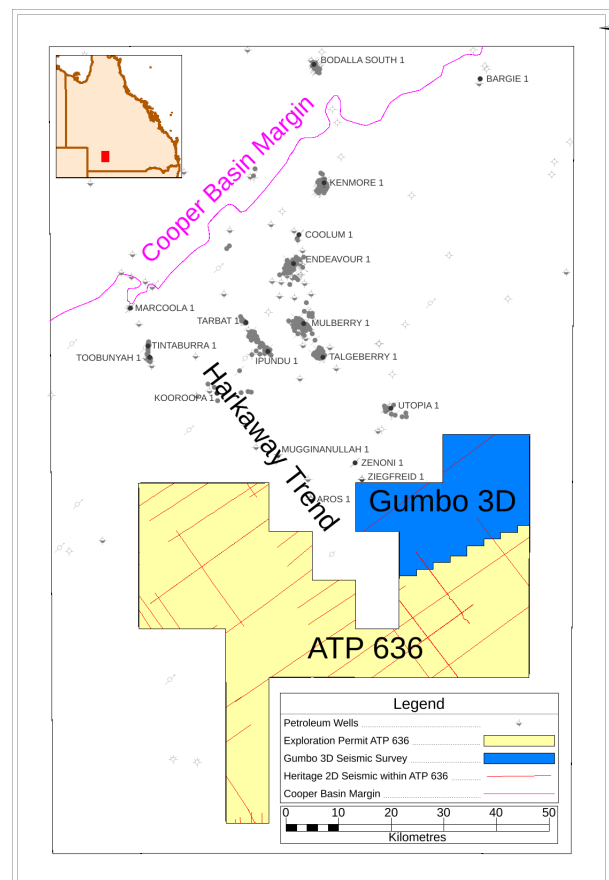 BODALLA SOUTH 1
BARGIE 1
Cooper Basin Margin
KENMORE 1
COOLUM 1
ENDEAVOUR 1
MARCOOLA 1
TARBAT 1
MULBERRY 1
TINTABURRA 1
TOOBUNYAH 1
IPUNDU 1
TALGEBERRY 1
KOOROOPA 1
UTOPIA 1
Harkaway Trend
MUGGINANULLAH 1
ZENONI 1
ZIEGFREID 1
AROS 1
Gumbo 3D
ATP 636
Legend
Petroleum Wells
Exploration Permit ATP 636
Gumbo 3D Seismic Survey
Heritage 2D Seismic within ATP 636
Cooper Basin Margin
0 10 20 30 40 50
Kilometres